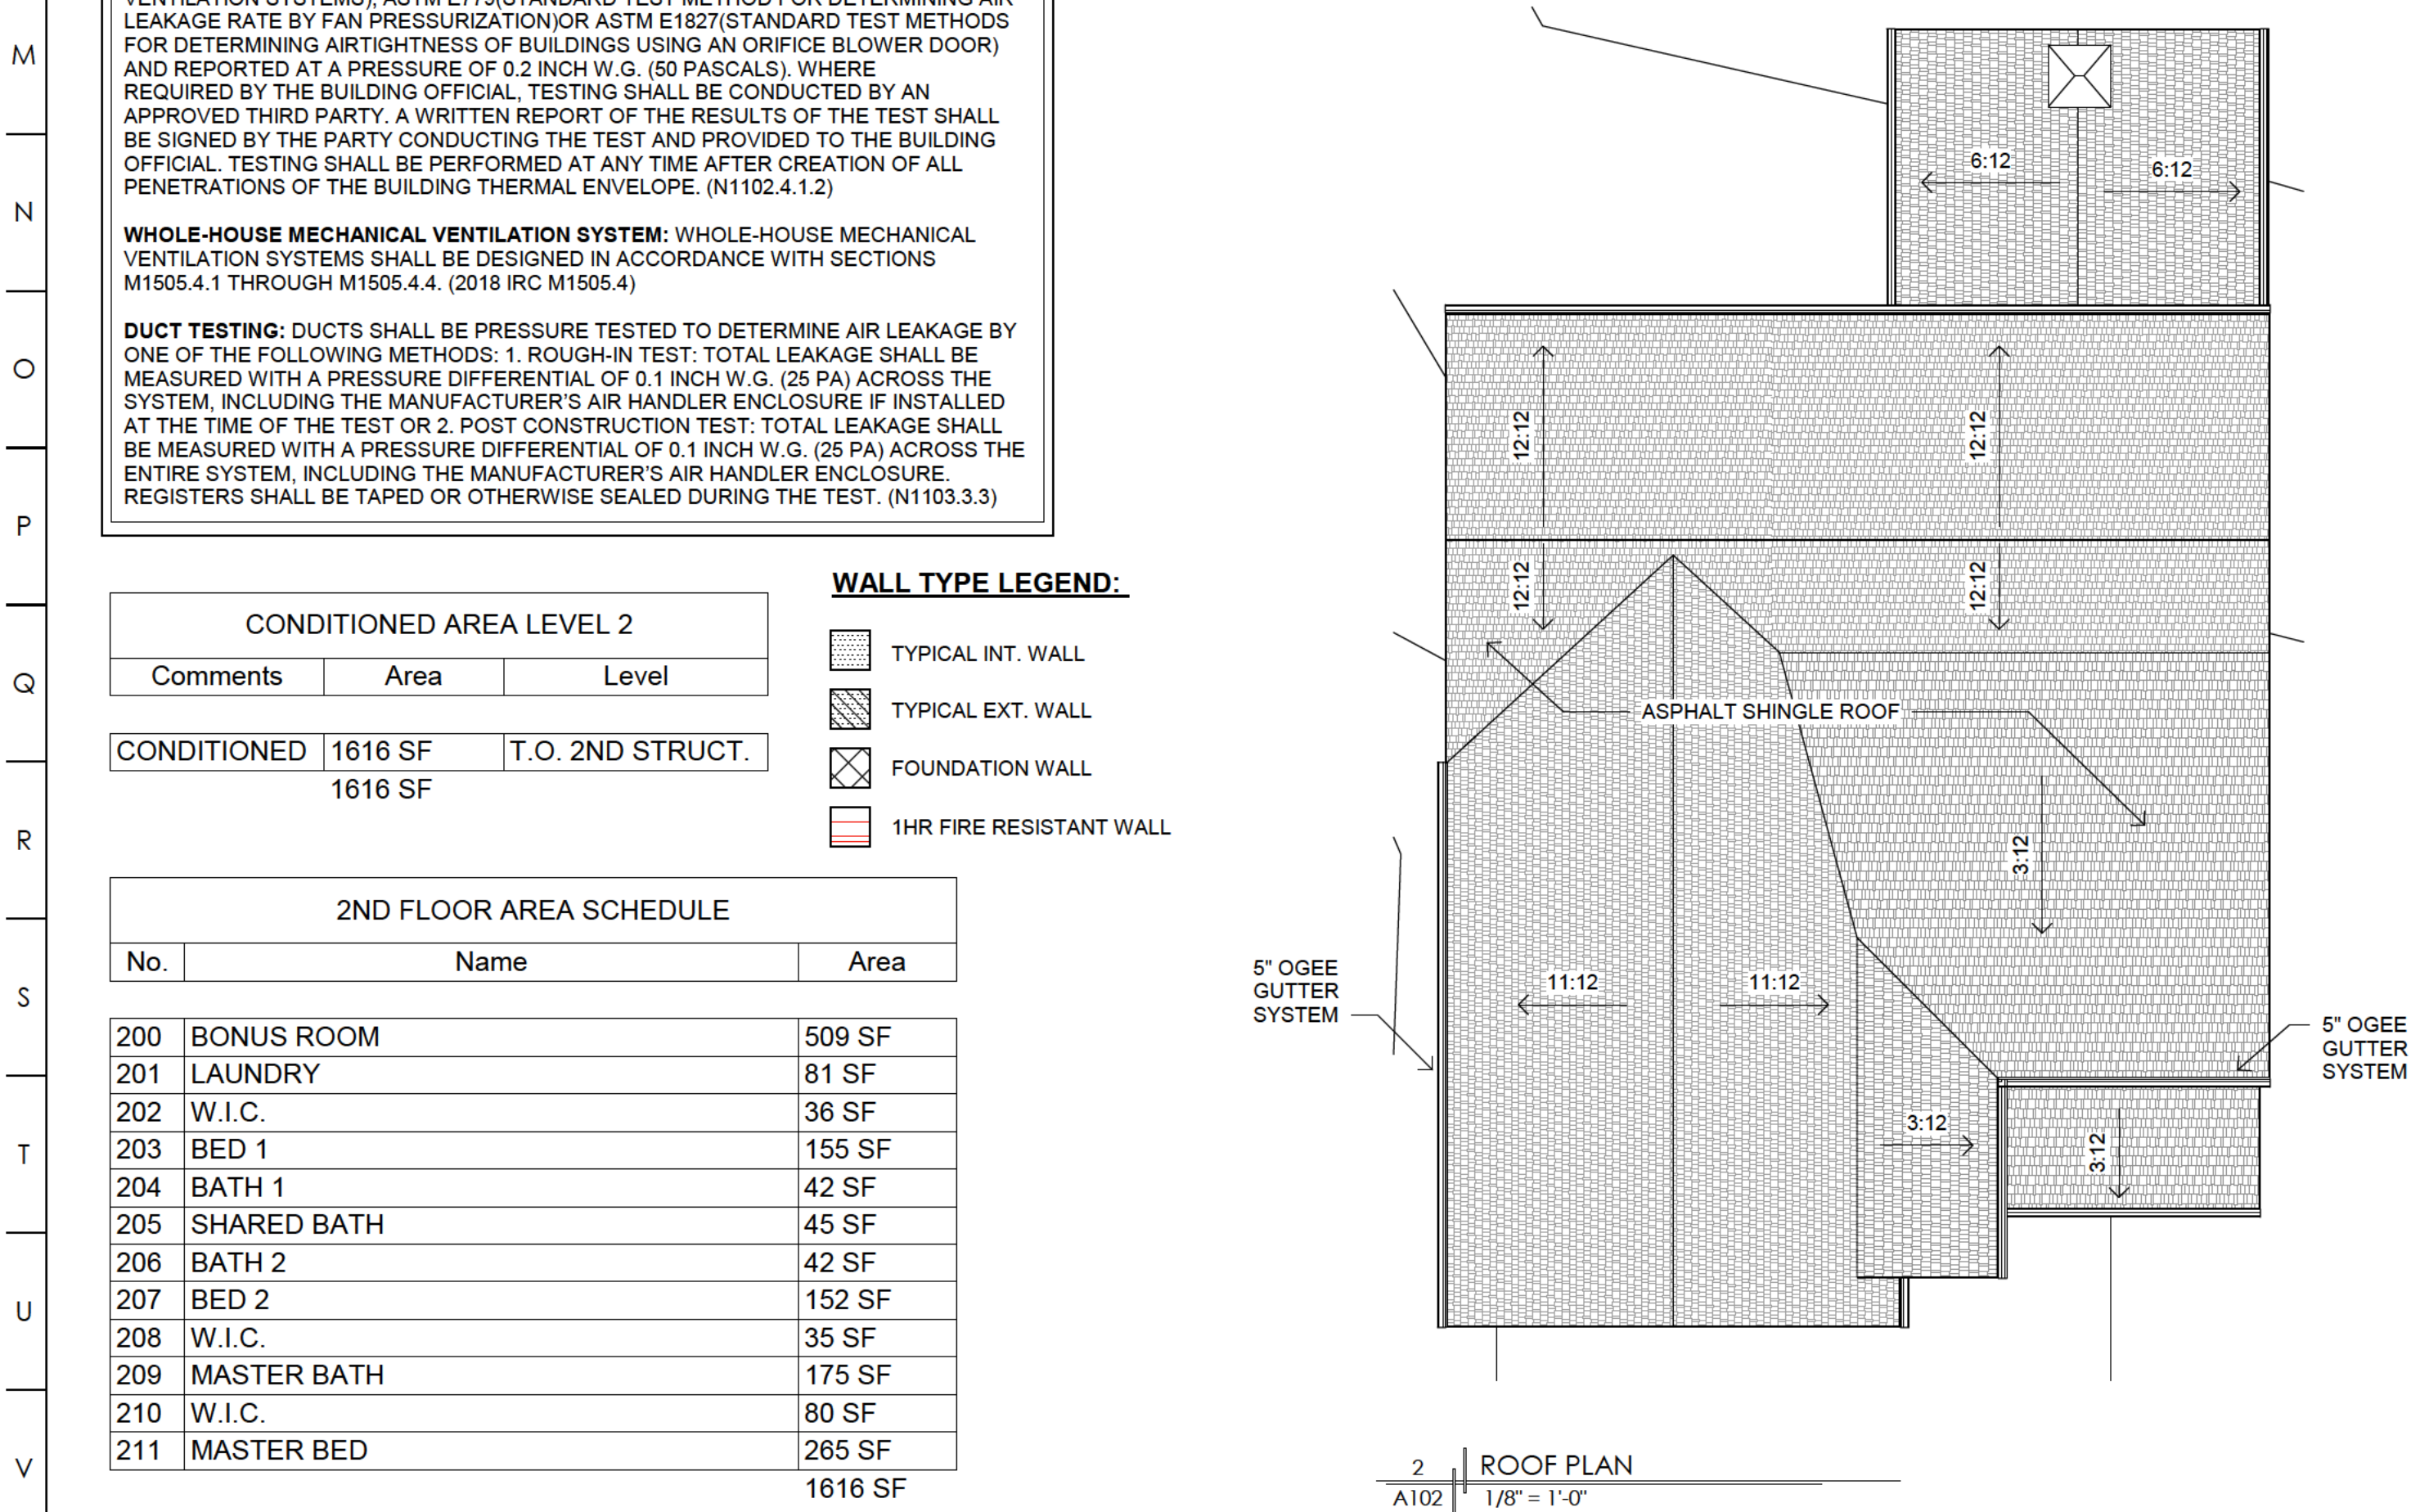 M
N
O
P
Q
R
S
T
U
V
VENTILATION SYSTEMS), ASTM E779(STANDARD TEST METHOD FOR DETERMINING AIR
LEAKAGE RATE BY FAN PRESSURIZATION)OR ASTM E1827(STANDARD TEST METHODS
FOR DETERMINING AIRTIGHTNESS OF BUILDINGS USING AN ORIFICE BLOWER DOOR)
AND REPORTED AT A PRESSURE OF 0.2 INCH W.G. (50 PASCALS). WHERE
REQUIRED BY THE BUILDING OFFICIAL, TESTING SHALL BE CONDUCTED BY AN
APPROVED THIRD PARTY. A WRITTEN REPORT OF THE RESULTS OF THE TEST SHALL
BE SIGNED BY THE PARTY CONDUCTING THE TEST AND PROVIDED TO THE BUILDING
OFFICIAL. TESTING SHALL BE PERFORMED AT ANY TIME AFTER CREATION OF ALL
PENETRATIONS OF THE BUILDING THERMAL ENVELOPE. (N1102.4.1.2)
WHOLE-HOUSE MECHANICAL VENTILATION SYSTEM: WHOLE-HOUSE MECHANICAL
VENTILATION SYSTEMS SHALL BE DESIGNED IN ACCORDANCE WITH SECTIONS
M1505.4.1 THROUGH M1505.4.4. (2018 IRC M1505.4)
DUCT TESTING: DUCTS SHALL BE PRESSURE TESTED TO DETERMINE AIR LEAKAGE BY
ONE OF THE FOLLOWING METHODS: 1. ROUGH-IN TEST: TOTAL LEAKAGE SHALL BE
MEASURED WITH A PRESSURE DIFFERENTIAL OF 0.1 INCH W.G. (25 PA) ACROSS THE
SYSTEM, INCLUDING THE MANUFACTURER'S AIR HANDLER ENCLOSURE IF INSTALLED
AT THE TIME OF THE TEST OR 2. POST CONSTRUCTION TEST: TOTAL LEAKAGE SHALL
BE MEASURED WITH A PRESSURE DIFFERENTIAL OF 0.1 INCH W.G. (25 PA) ACROSS THE
ENTIRE SYSTEM, INCLUDING THE MANUFACTURER'S AIR HANDLER ENCLOSURE.
REGISTERS SHALL BE TAPED OR OTHERWISE SEALED DURING THE TEST. (N1103.3.3)
CONDITIONED AREA LEVEL 2
Comments Area Level
CONDITIONED 1616 SF T.O. 2ND STRUCT.
1616 SF
WALL TYPE LEGEND:
TYPICAL INT. WALL
TYPICAL EXT. WALL
FOUNDATION WALL
1HR FIRE RESISTANT WALL
2ND FLOOR AREA SCHEDULE
No. Name Area
200 BONUS ROOM 509 SF
201 LAUNDRY 81 SF
202 W.I.C. 36 SF
203 BED 1 155 SF
204 BATH 1 42 SF
205 SHARED BATH 45 SF
206 BATH 2 42 SF
207 BED 2 152 SF
208 W.I.C. 35 SF
209 MASTER BATH 175 SF
210 W.I.C. 80 SF
211 MASTER BED 265 SF
1616 SF
6:12 6:12
12:12 12:12
12:12 12:12
ASPHALT SHINGLE ROOF
3:12
11:12 11:12
5" OGEE
GUTTER
SYSTEM
5" OGEE
GUTTER
SYSTEM
3:12
3:12
2 ROOF PLAN
A102 1/8" = 1'-0"